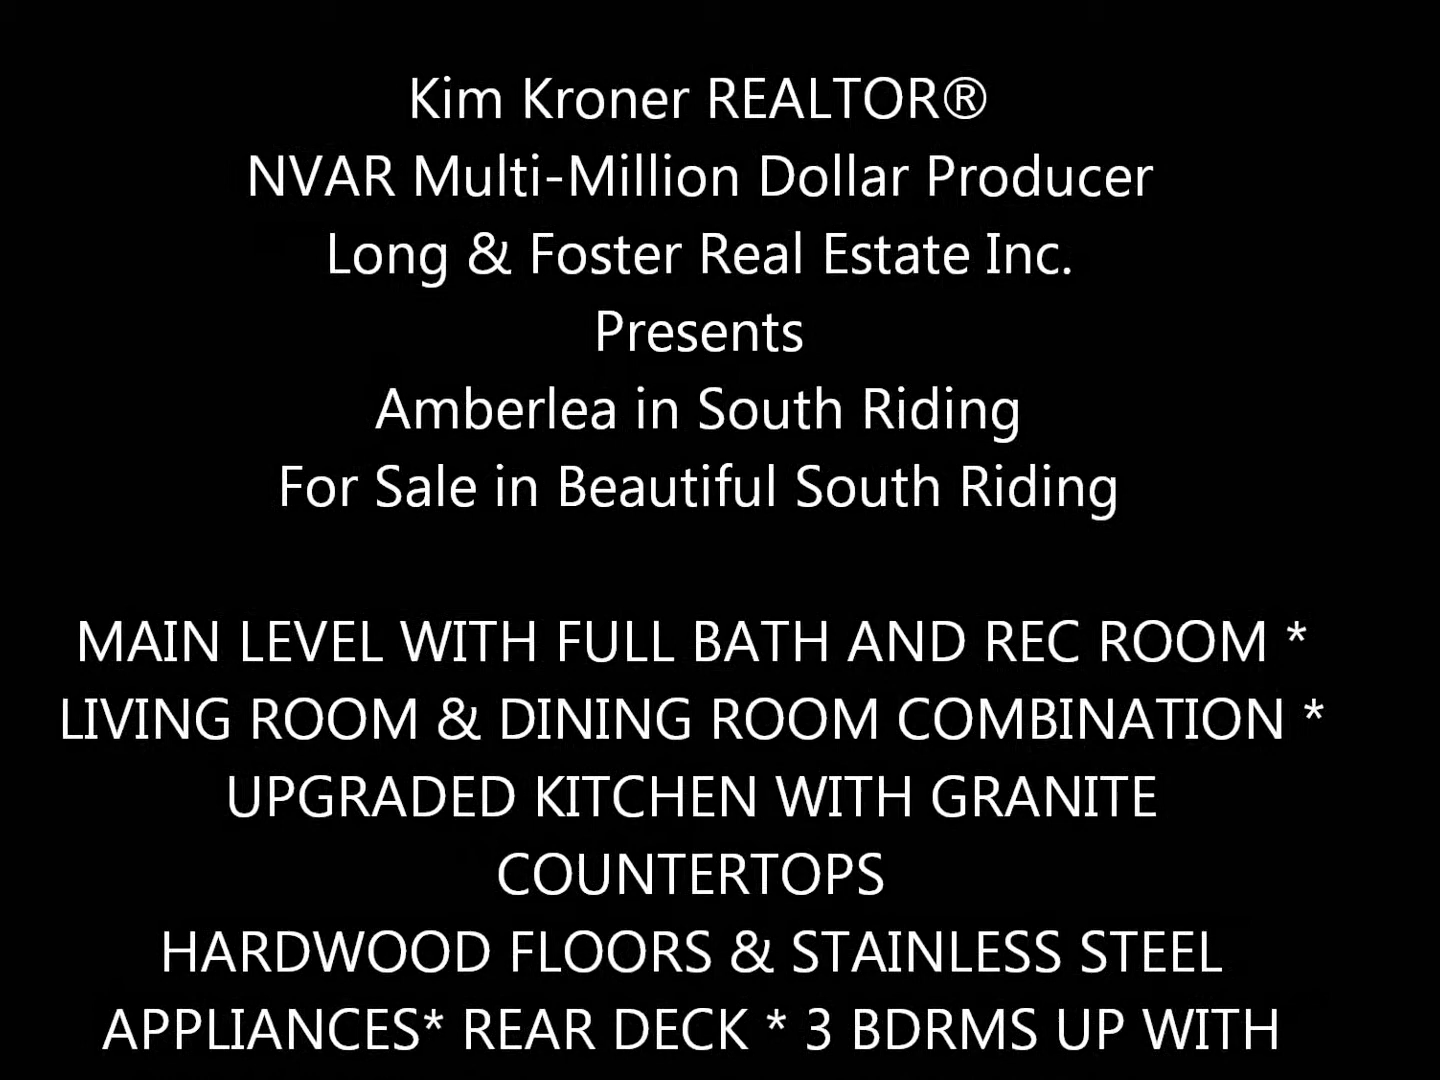 Kim Kroner REALTOR®
NVAR Multi-Million Dollar Producer
Long & Foster Real Estate Inc.
Presents
Amberlea in South Riding
For Sale in Beautiful South Riding
MAIN LEVEL WITH FULL BATH AND REC ROOM *
LIVING ROOM & DINING ROOM COMBINATION *
UPGRADED KITCHEN WITH GRANITE
COUNTERTOPS
HARDWOOD FLOORS & STAINLESS STEEL
APPLIANCES* REAR DECK * 3 BDRMS UP WITH